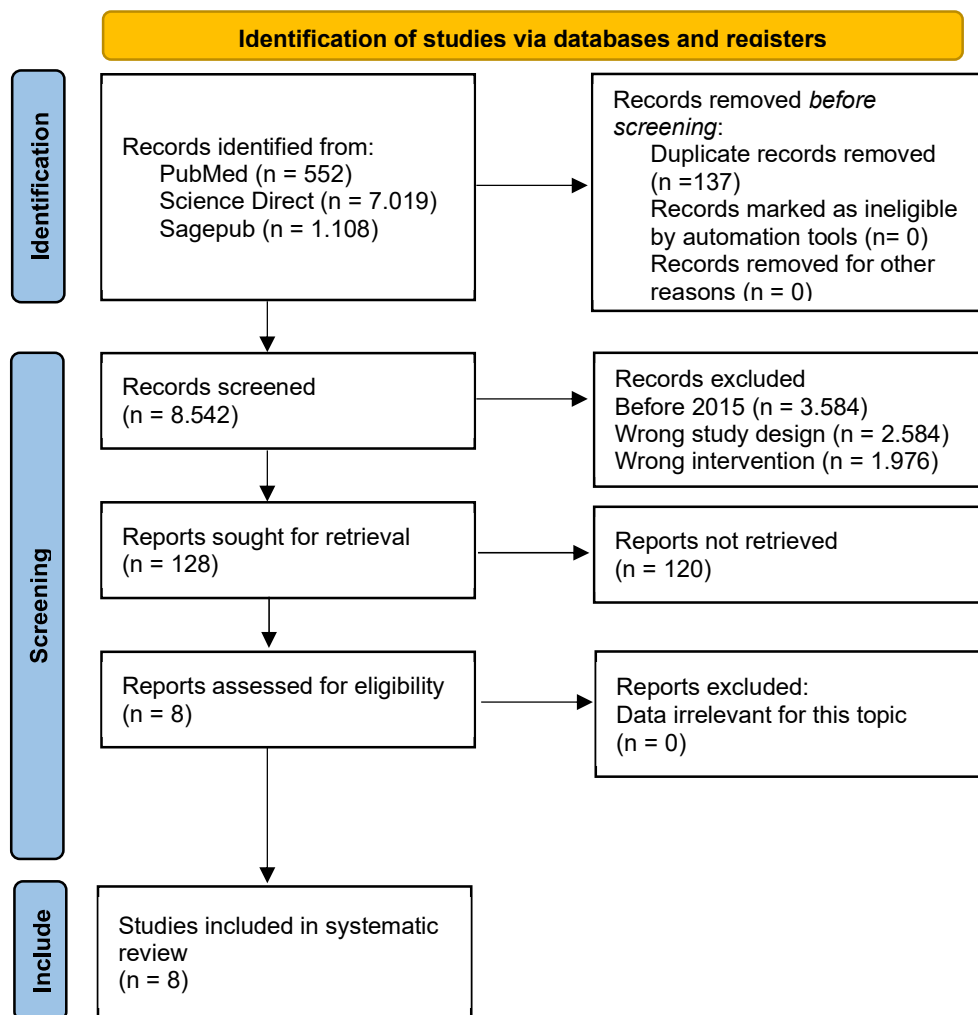 Identification of studies via databases and registers
Identification
Records identified from:
PubMed (n = 552)
Science Direct (n = 7.019)
Sagepub (n = 1.108)
Records removed before
screening:
Duplicate records removed
(n =137)
Records marked as ineligible
by automation tools (n= 0)
Records removed for other
reasons (n = 0)
Screening
Records screened
(n = 8.542)
Records excluded
Before 2015 (n = 3.584)
Wrong study design (n = 2.584)
Wrong intervention (n = 1.976)
Reports sought for retrieval
(n = 128)
Reports not retrieved
(n = 120)
Reports assessed for eligibility
(n = 8)
Reports excluded:
Data irrelevant for this topic
(n = 0)
Include
Studies included in systematic
review
(n = 8)